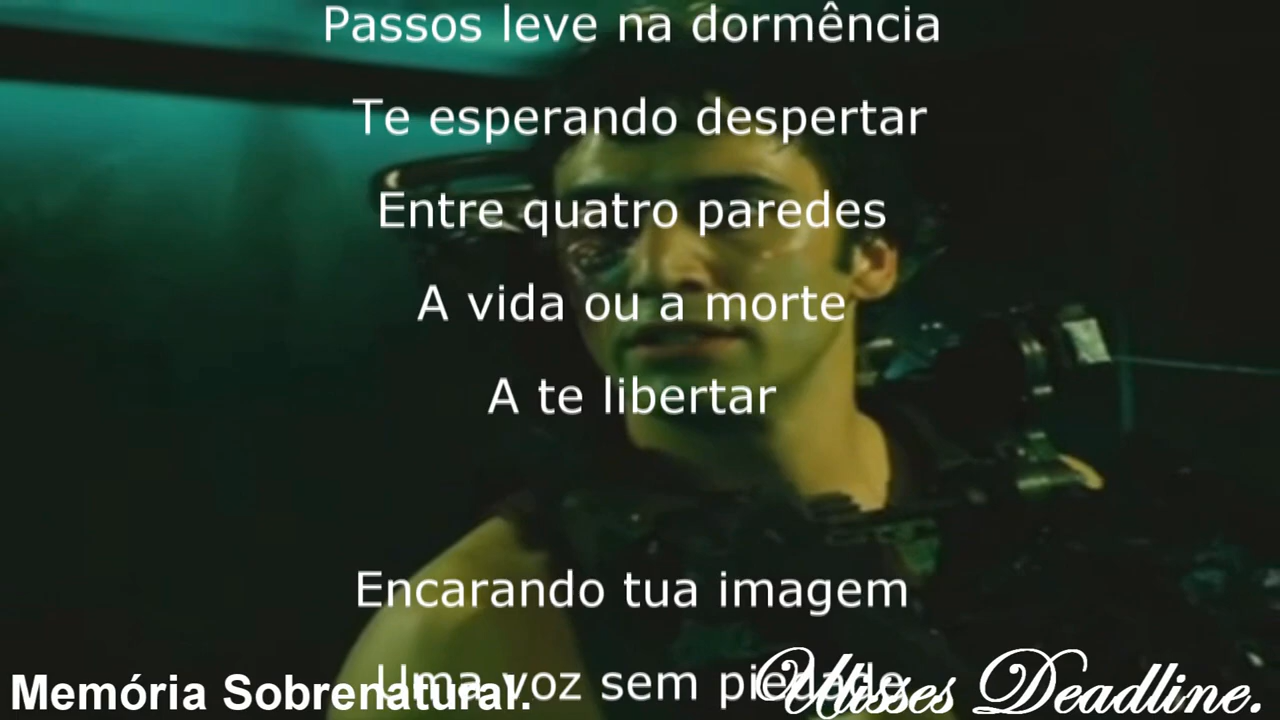 Passos leve na dormência
Te esperando despertar
Entre quatro paredes
A vida ou a morte
A te libertar
Encarando tua imagem
Uma voz sem piedade
Memória Sobrenatural.
Ulisses Deadline.